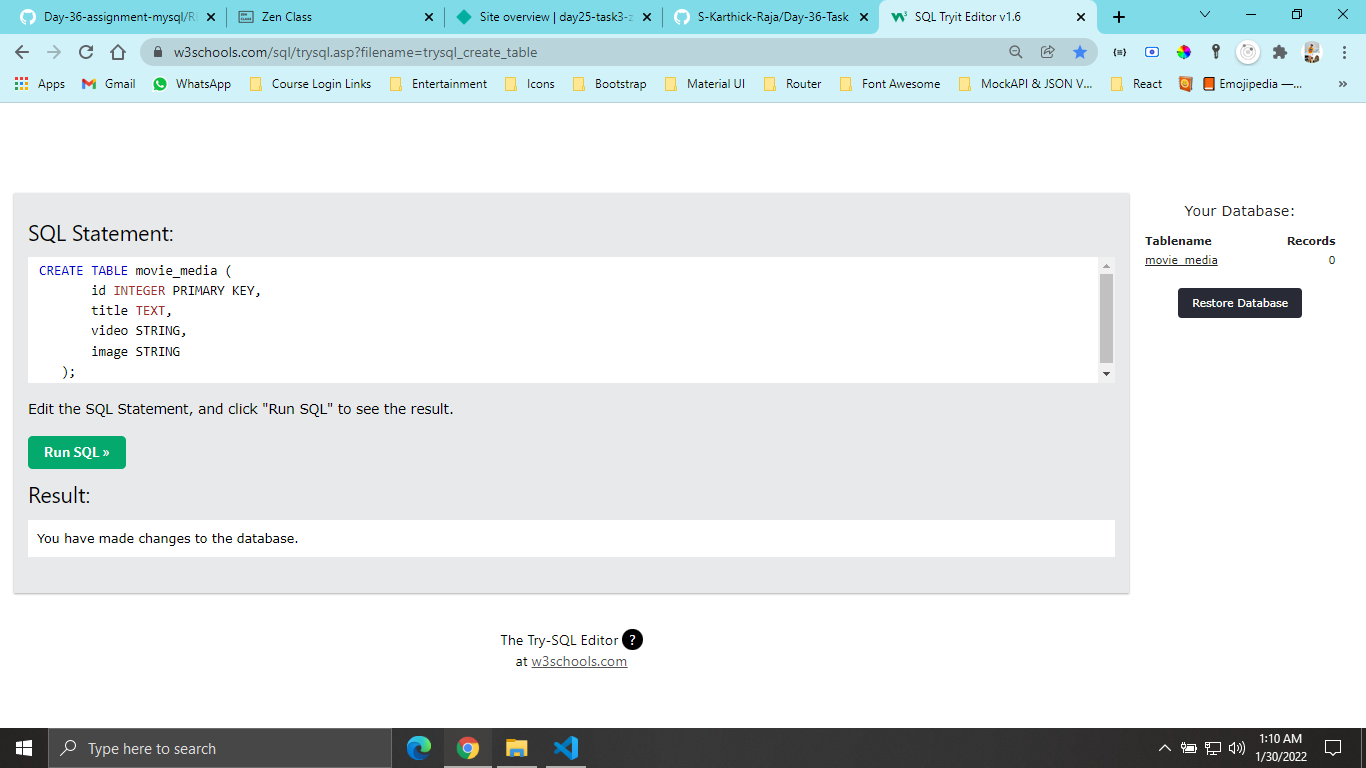 Day-36-assignment-mysql/RE
Zen Class
Site overview | day25-task3-z
S-Karthick-Raja/Day-36-Task
SQL Tryit Editor v1.6
w3schools.com/sql/trysql.asp?filename=trysql_create_table
Apps
Gmail
WhatsApp
Course Login Links
Entertainment
Icons
Bootstrap
Material UI
Router
Font Awesome
MockAPI & JSON V...
React
Emojipedia —...
»
SQL Statement:
CREATE TABLE movie_media (
id INTEGER PRIMARY KEY,
title TEXT,
video STRING,
image STRING
);
Edit the SQL Statement, and click "Run SQL" to see the result.
Run SQL »
Result:
You have made changes to the database.
Your Database:
Tablename Records
movie_media 0
Restore Database
The Try-SQL Editor ?
at w3schools.com
Type here to search
1:10 AM
1/30/2022